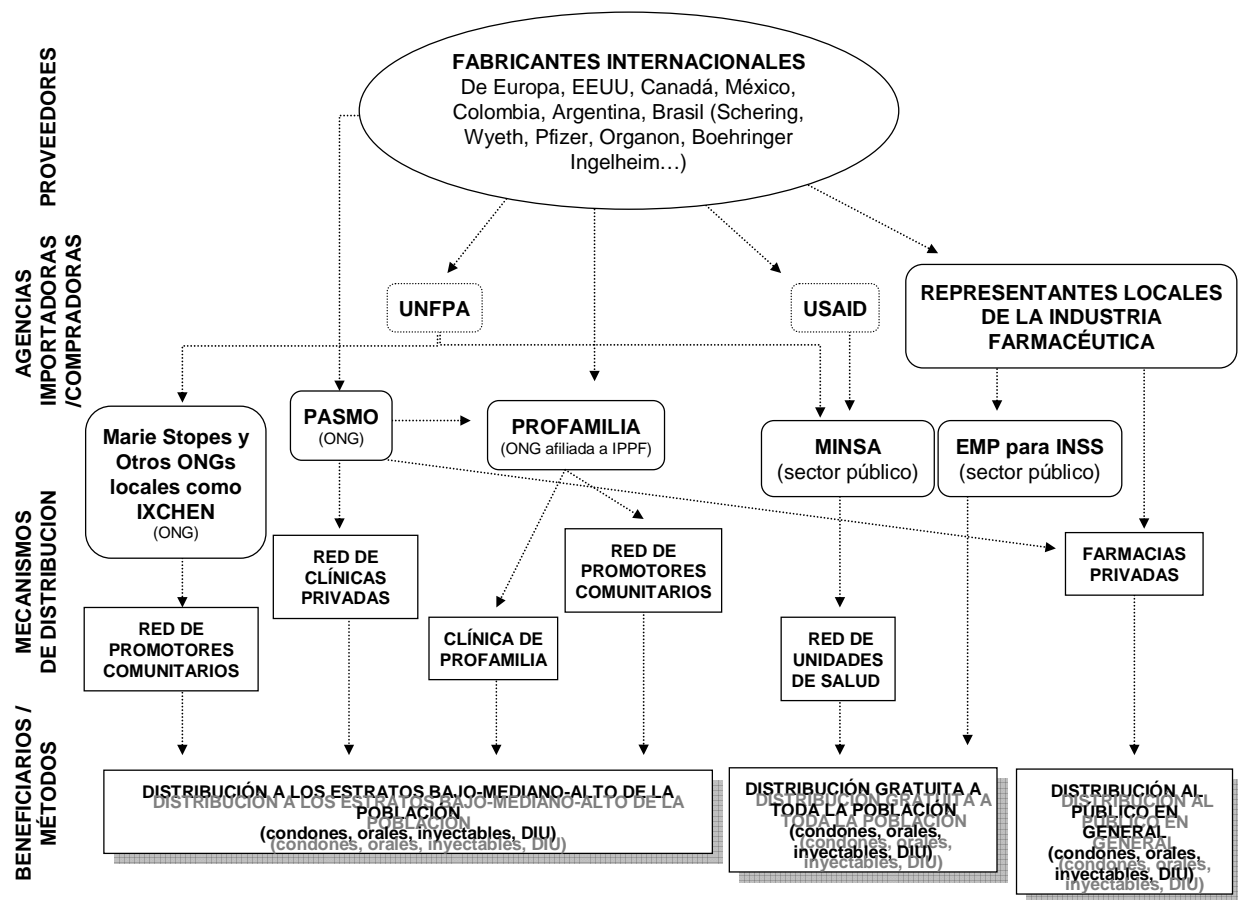 PROVEEDORES
FABRICANTES INTERNACIONALES
De Europa, EEUU, Canadá, México,
Colombia, Argentina, Brasil (Schering,
Wyeth, Pfizer, Organon, Boehringer
Ingelheim…)
AGENCIAS
IMPORTADORAS
/COMPRADORAS
UNFPA
USAID
REPRESENTANTES LOCALES
DE LA INDUSTRIA
FARMACÉUTICA
Marie Stopes y
Otros ONGs
locales como
IXCHEN
(ONG)
PASMO
(ONG)
PROFAMILIA
(ONG afiliada a IPPF)
MINSA
(sector público)
EMP para INSS
(sector público)
MECANISMOS
DE DISTRIBUCION
RED DE
PROMOTORES
COMUNITARIOS
RED DE
CLÍNICAS
PRIVADAS
CLÍNICA DE
PROFAMILIA
RED DE
PROMOTORES
COMUNITARIOS
RED DE
UNIDADES
DE SALUD
FARMACIAS
PRIVADAS
BENEFICIARIOS /
MÉTODOS
DISTRIBUCIÓN A LOS ESTRATOS BAJO-MEDIANO-ALTO DE LA
POBLACIÓN
(condones, orales, inyectables, DIU)
DISTRIBUCIÓN GRATUITA A
TODA LA POBLACIÓN
(condones, orales,
inyectables, DIU)
DISTRIBUCIÓN AL
PÚBLICO EN
GENERAL
(condones, orales,
inyectables, DIU)